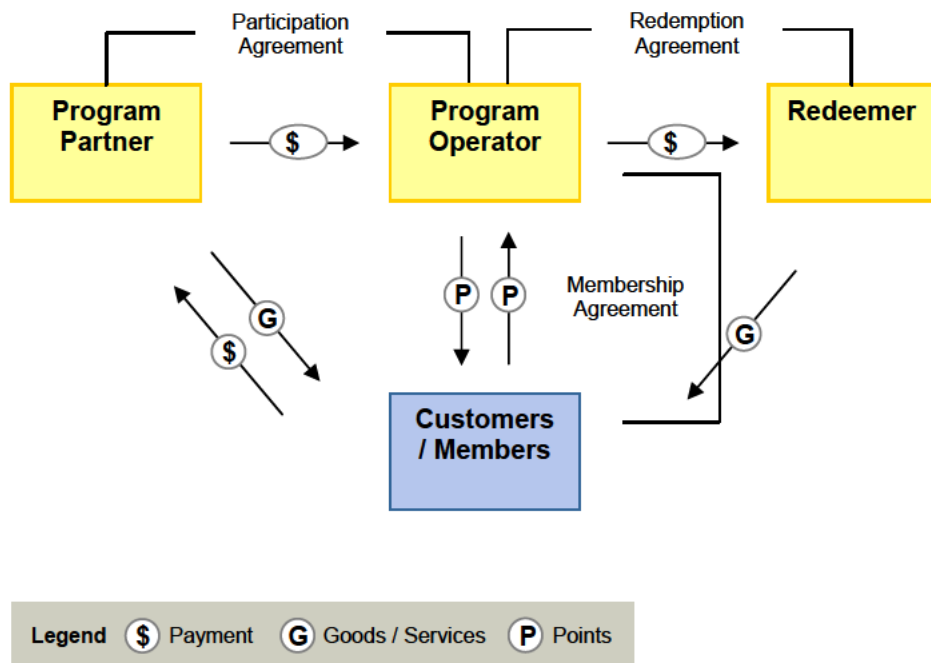 Participation
Agreement
Redemption
Agreement
Program
Partner
$
Program
Operator
$
Redeemer
G
$
P
P
Membership
Agreement
G
Customers
/ Members
Legend $ Payment G Goods / Services P Points